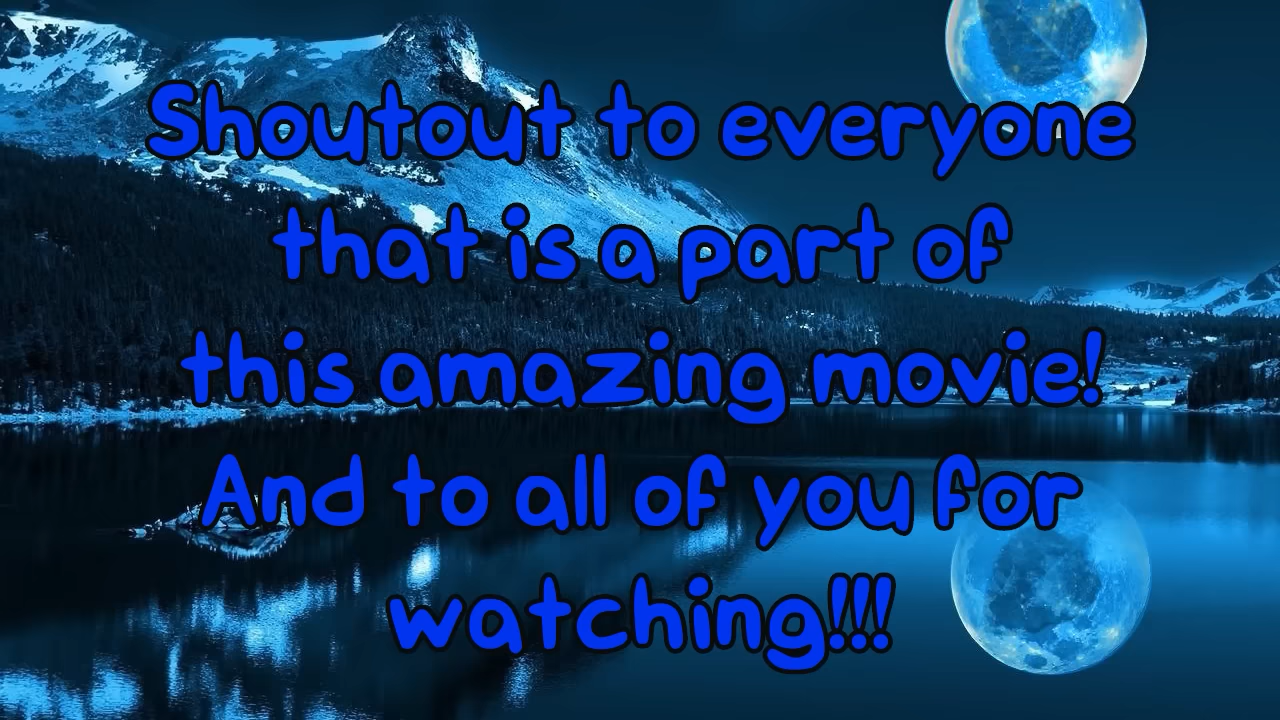 Shoutout to everyone
that is a part of
this amazing movie!
And to all of you for
watching!!!